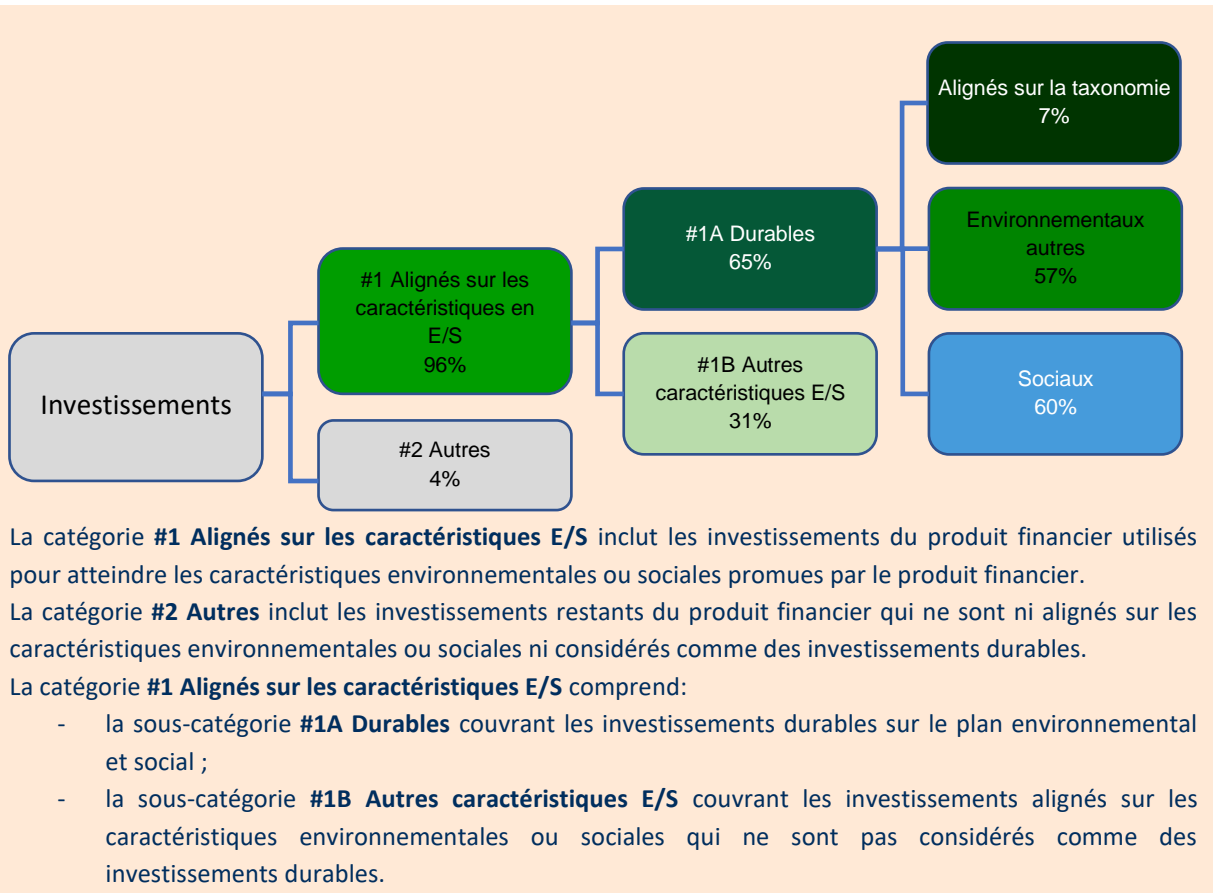 Alignés sur la taxonomie
7%
#1A Durables
65%
Environnementaux
autres
57%
#1 Alignés sur les
caractéristiques en
E/S
96%
#1B Autres
caractéristiques E/S
31%
Sociaux
60%
Investissements
#2 Autres
4%
La catégorie #1 Alignés sur les caractéristiques E/S inclut les investissements du produit financier utilisés
pour atteindre les caractéristiques environnementales ou sociales promues par le produit financier.
La catégorie #2 Autres inclut les investissements restants du produit financier qui ne sont ni alignés sur les
caractéristiques environnementales ou sociales ni considérés comme des investissements durables.
La catégorie #1 Alignés sur les caractéristiques E/S comprend:
- la sous-catégorie #1A Durables couvrant les investissements durables sur le plan environnemental
et social ;
- la sous-catégorie #1B Autres caractéristiques E/S couvrant les investissements alignés sur les
caractéristiques environnementales ou sociales qui ne sont pas considérés comme des
investissements durables.